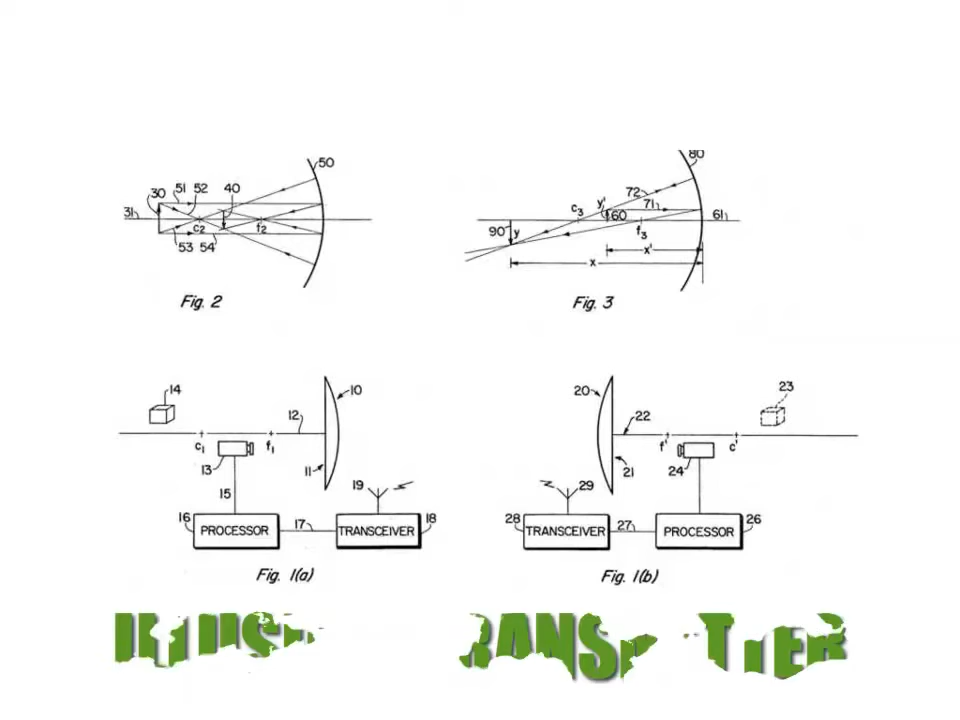 50
30 51 52 40
31 c2 f2
53 54
Fig. 2
80
72 y' 71
c3 60 61
90 y f3
x'
x
Fig. 3
14 10
12
c1 f1
13 11
15 19
16 PROCESSOR 17 TRANSCEIVER 18
Fig. 1(a)
20 23
22
f' c'
21 24
29
28 TRANSCEIVER 27 PROCESSOR 26
Fig. 1(b)